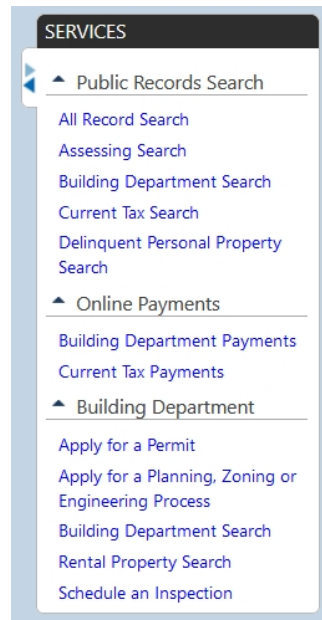 SERVICES
Public Records Search
All Record Search
Assessing Search
Building Department Search
Current Tax Search
Delinquent Personal Property
Search
Online Payments
Building Department Payments
Current Tax Payments
Building Department
Apply for a Permit
Apply for a Planning, Zoning or
Engineering Process
Building Department Search
Rental Property Search
Schedule an Inspection